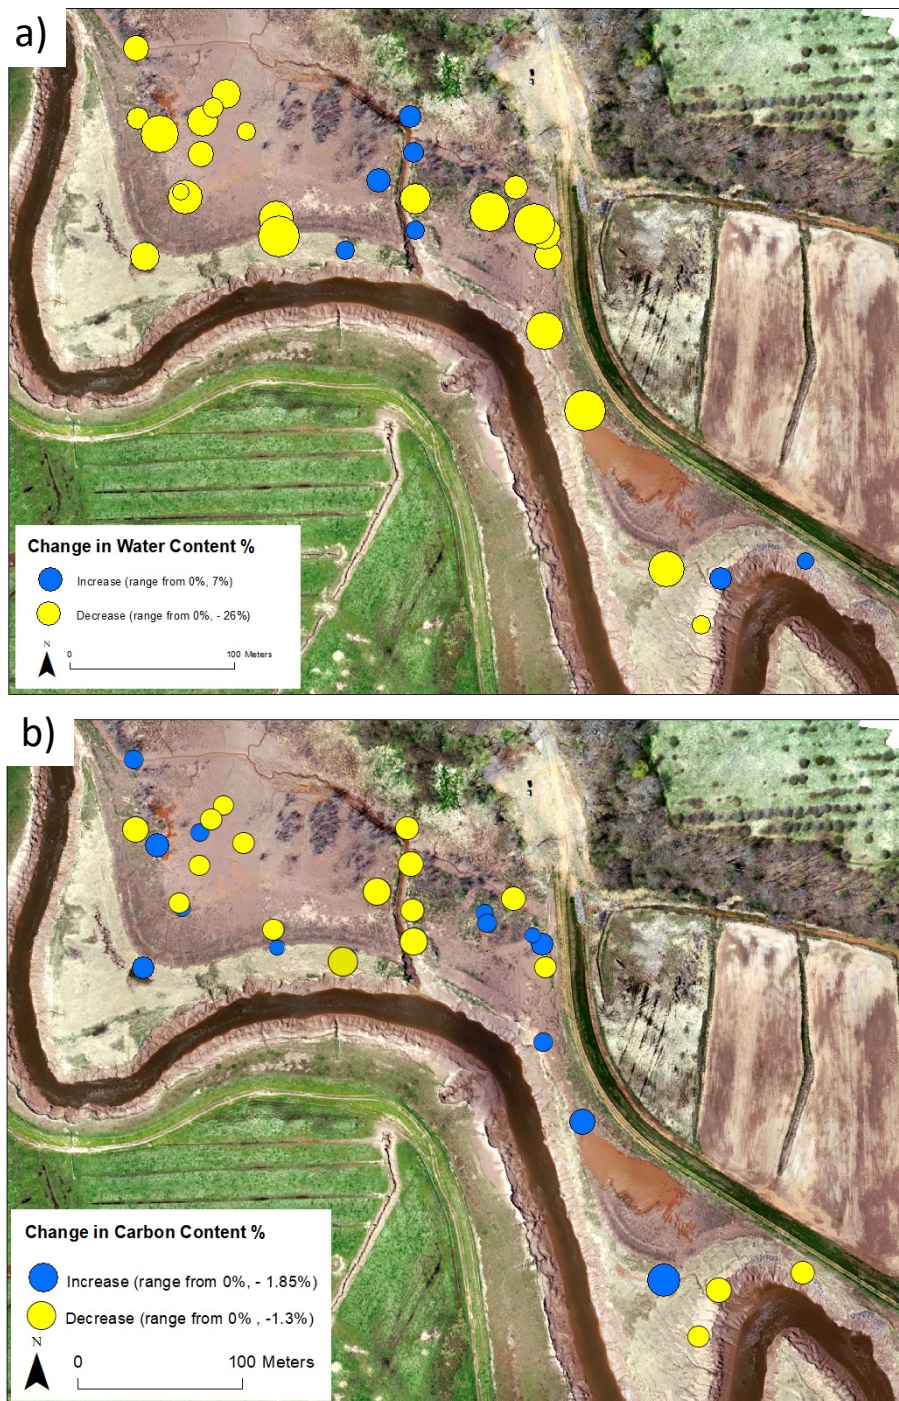 a)
Change in Water Content %
Increase (range from 0%, 7%)
Decrease (range from 0%, - 26%)
N
0 100 Meters
b)
Change in Carbon Content %
Increase (range from 0%, - 1.85%)
Decrease (range from 0% , -1.3%)
N
0 100 Meters